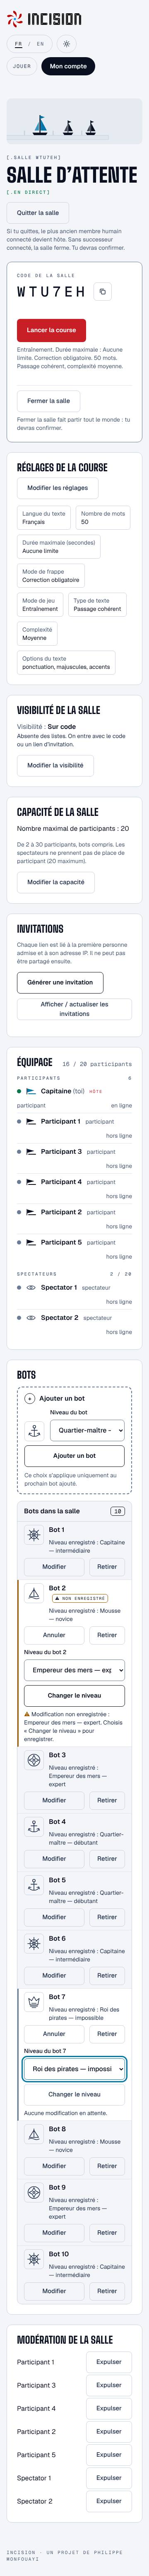 INCISION
FR / EN
JOUER
Mon compte
[.SALLE WTU7EH]
SALLE D'ATTENTE
[.EN DIRECT]
Quitter la salle
Si tu quittes, le plus ancien membre humain
connecté devient hôte. Sans successeur
connecté, la salle ferme. Tu devras confirmer.
CODE DE LA SALLE
WTU7EH
Lancer la course
Entraînement. Durée maximale : Aucune
limite. Correction obligatoire. 50 mots.
Passage cohérent, complexité moyenne.
Fermer la salle
Fermer la salle fait partir tout le monde : tu
devras confirmer.
RÉGLAGES DE LA COURSE
Modifier les réglages
Langue du texte
Français
Nombre de mots
50
Durée maximale (secondes)
Aucune limite
Mode de frappe
Correction obligatoire
Mode de jeu
Entraînement
Type de texte
Passage cohérent
Complexité
Moyenne
Options du texte
ponctuation, majuscules, accents
VISIBILITÉ DE LA SALLE
Visibilité : Sur code
Absente des listes. On entre avec le code
ou un lien d'invitation.
Modifier la visibilité
CAPACITÉ DE LA SALLE
Nombre maximal de participants : 20
De 2 à 30 participants, bots compris. Les
spectateurs ne prennent pas de place de
participant (20 maximum).
Modifier la capacité
INVITATIONS
Chaque lien est lié à la première personne
admise et à son adresse IP. Il ne peut pas
être partagé ensuite.
Générer une invitation
Afficher / actualiser les
invitations
ÉQUIPAGE 16 / 20 participants
PARTICIPANTS 6
Capitaine (toi) HÔTE
participant en ligne
Participant 1 participant
hors ligne
Participant 3 participant
hors ligne
Participant 4 participant
hors ligne
Participant 2 participant
hors ligne
Participant 5 participant
hors ligne
SPECTATEURS 2 / 20
Spectator 1 spectateur
hors ligne
Spectator 2 spectateur
hors ligne
BOTS
+ Ajouter un bot
Niveau du bot
Quartier-maître –
Ajouter un bot
Ce choix s'applique uniquement au
prochain bot ajouté.
Bots dans la salle 10
Bot 1
Niveau enregistré : Capitaine
— intermédiaire
Modifier Retirer
Bot 2
NON ENREGISTRÉ
Niveau enregistré : Mousse
— novice
Annuler Retirer
Niveau du bot 2
Empereur des mers — exp
Changer le niveau
Modification non enregistrée :
Empereur des mers — expert. Choisis
« Changer le niveau » pour
enregistrer.
Bot 3
Niveau enregistré :
Empereur des mers —
expert
Modifier Retirer
Bot 4
Niveau enregistré : Quartier-
maître — débutant
Modifier Retirer
Bot 5
Niveau enregistré : Quartier-
maître — débutant
Modifier Retirer
Bot 6
Niveau enregistré : Capitaine
— intermédiaire
Modifier Retirer
Bot 7
Niveau enregistré : Roi des
pirates — impossible
Annuler Retirer
Niveau du bot 7
Roi des pirates — impossi
Changer le niveau
Aucune modification en attente.
Bot 8
Niveau enregistré : Mousse
— novice
Modifier Retirer
Bot 9
Niveau enregistré :
Empereur des mers —
expert
Modifier Retirer
Bot 10
Niveau enregistré : Capitaine
— intermédiaire
Modifier Retirer
MODÉRATION DE LA SALLE
Participant 1 Expulser
Participant 3 Expulser
Participant 4 Expulser
Participant 2 Expulser
Participant 5 Expulser
Spectator 1 Expulser
Spectator 2 Expulser
INCISION · UN PROJET DE PHILIPPE
MONFOUAYI